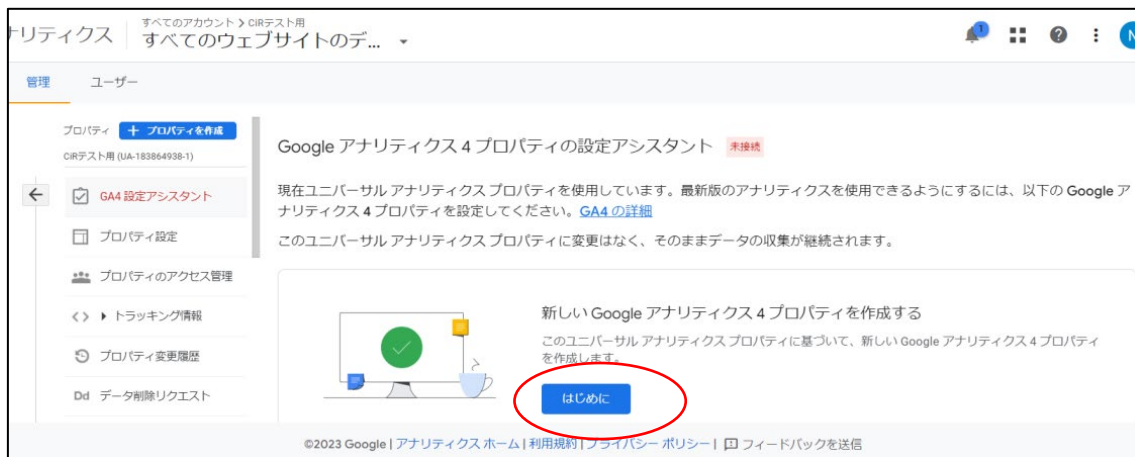 ナリティクス
すべてのアカウント > CiRテスト用
すべてのウェブサイトのデ...
1
N
管理
ユーザー
プロパティ
+ プロパティを作成
CiRテスト用 (UA-183864938-1)
GA4 設定アシスタント
プロパティ設定
プロパティのアクセス管理
トラッキング情報
プロパティ変更履歴
Dd データ削除リクエスト
Google アナリティクス 4 プロパティの設定アシスタント 未接続
現在ユニバーサル アナリティクス プロパティを使用しています。最新版のアナリティクスを使用できるようにするには、以下の Google ア
ナリティクス 4 プロパティを設定してください。GA4 の詳細
このユニバーサル アナリティクス プロパティに変更はなく、そのままデータの収集が継続されます。
新しい Google アナリティクス 4 プロパティを作成する
このユニバーサル アナリティクス プロパティに基づいて、新しい Google アナリティクス 4 プロパティ
を作成します。
はじめに
©2023 Google | アナリティクス ホーム | 利用規約 | プライバシー ポリシー | フィードバックを送信